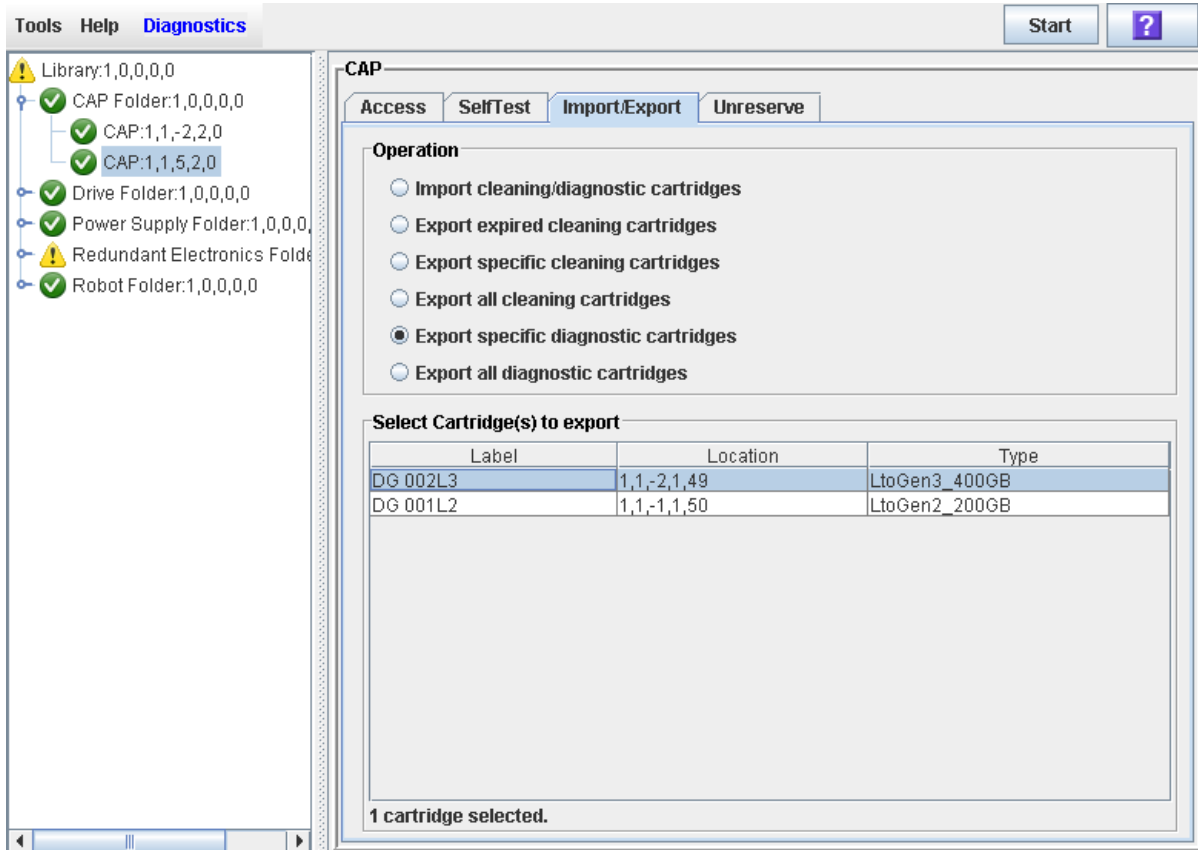 Tools Help Diagnostics Start ?
Library:1,0,0,0,0
CAP Folder:1,0,0,0,0
CAP:1,1,-2,2,0
CAP:1,1,5,2,0
Drive Folder:1,0,0,0,0
Power Supply Folder:1,0,0,0,
Redundant Electronics Folde
Robot Folder:1,0,0,0,0
CAP
Access SelfTest Import/Export Unreserve
Operation
Import cleaning/diagnostic cartridges
Export expired cleaning cartridges
Export specific cleaning cartridges
Export all cleaning cartridges
Export specific diagnostic cartridges
Export all diagnostic cartridges
Select Cartridge(s) to export
Label Location Type
DG 002L3 1,1,-2,1,49 LtoGen3_400GB
DG 001L2 1,1,-1,1,50 LtoGen2_200GB
1 cartridge selected.